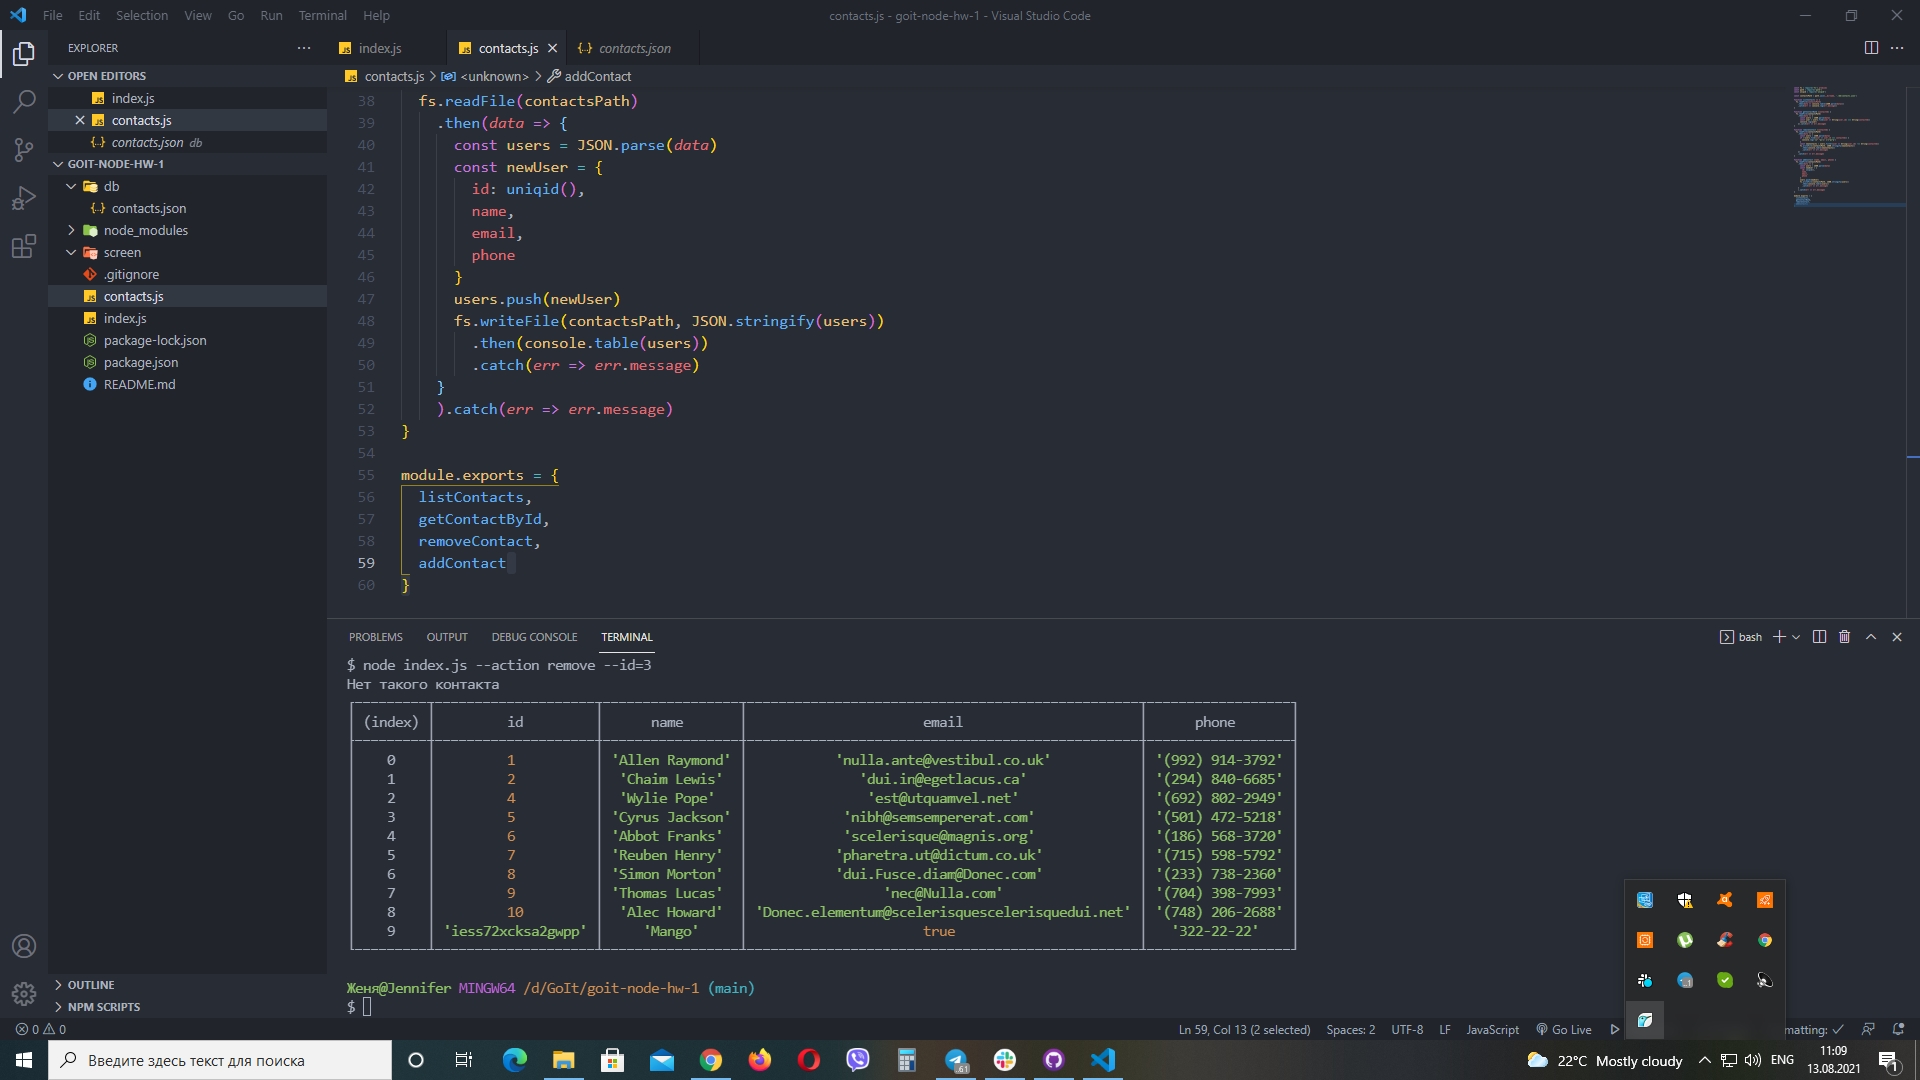 File Edit Selection View Go Run Terminal Help
contacts.js - goit-node-hw-1 - Visual Studio Code
EXPLORER
index.js
contacts.js
contacts.json
OPEN EDITORS
index.js
contacts.js
contacts.json db
GOIT-NODE-HW-1
db
contacts.json
node_modules
screen
.gitignore
contacts.js
index.js
package-lock.json
package.json
README.md
OUTLINE
NPM SCRIPTS
contacts.js > <unknown> > addContact
38 fs.readFile(contactsPath)
39 .then(data => {
40 const users = JSON.parse(data)
41 const newUser = {
42 id: uniqid(),
43 name,
44 email,
45 phone
46 }
47 users.push(newUser)
48 fs.writeFile(contactsPath, JSON.stringify(users))
49 .then(console.table(users))
50 .catch(err => err.message)
51 }
52 ).catch(err => err.message)
53 }
54
55 module.exports = {
56 listContacts,
57 getContactById,
58 removeContact,
59 addContact
60 }
PROBLEMS OUTPUT DEBUG CONSOLE TERMINAL
bash
$ node index.js --action remove --id=3
Нет такого контакта
(index) id name email phone
0 1 'Allen Raymond' 'nulla.ante@vestibul.co.uk' '(992) 914-3792'
1 2 'Chaim Lewis' 'dui.in@egetlacus.ca' '(294) 840-6685'
2 4 'Wylie Pope' 'est@utquamvel.net' '(692) 802-2949'
3 5 'Cyrus Jackson' 'nibh@semsempererat.com' '(501) 472-5218'
4 6 'Abbot Franks' 'scelerisque@magnis.org' '(186) 568-3720'
5 7 'Reuben Henry' 'pharetra.ut@dictum.co.uk' '(715) 598-5792'
6 8 'Simon Morton' 'dui.Fusce.diam@Donec.com' '(233) 738-2360'
7 9 'Thomas Lucas' 'nec@Nulla.com' '(704) 398-7993'
8 10 'Alec Howard' 'Donec.elementum@scelerisquescelerisquedui.net' '(748) 206-2688'
9 'iess72xcksa2gwpp' 'Mango' true '322-22-22'
Женя@Jennifer MINGW64 /d/GoIt/goit-node-hw-1 (main)
$
0 0
Ln 59, Col 13 (2 selected) Spaces: 2 UTF-8 LF JavaScript Go Live matting:
Введите здесь текст для поиска
61
22°C Mostly cloudy
ENG
11:09
13.08.2021
1